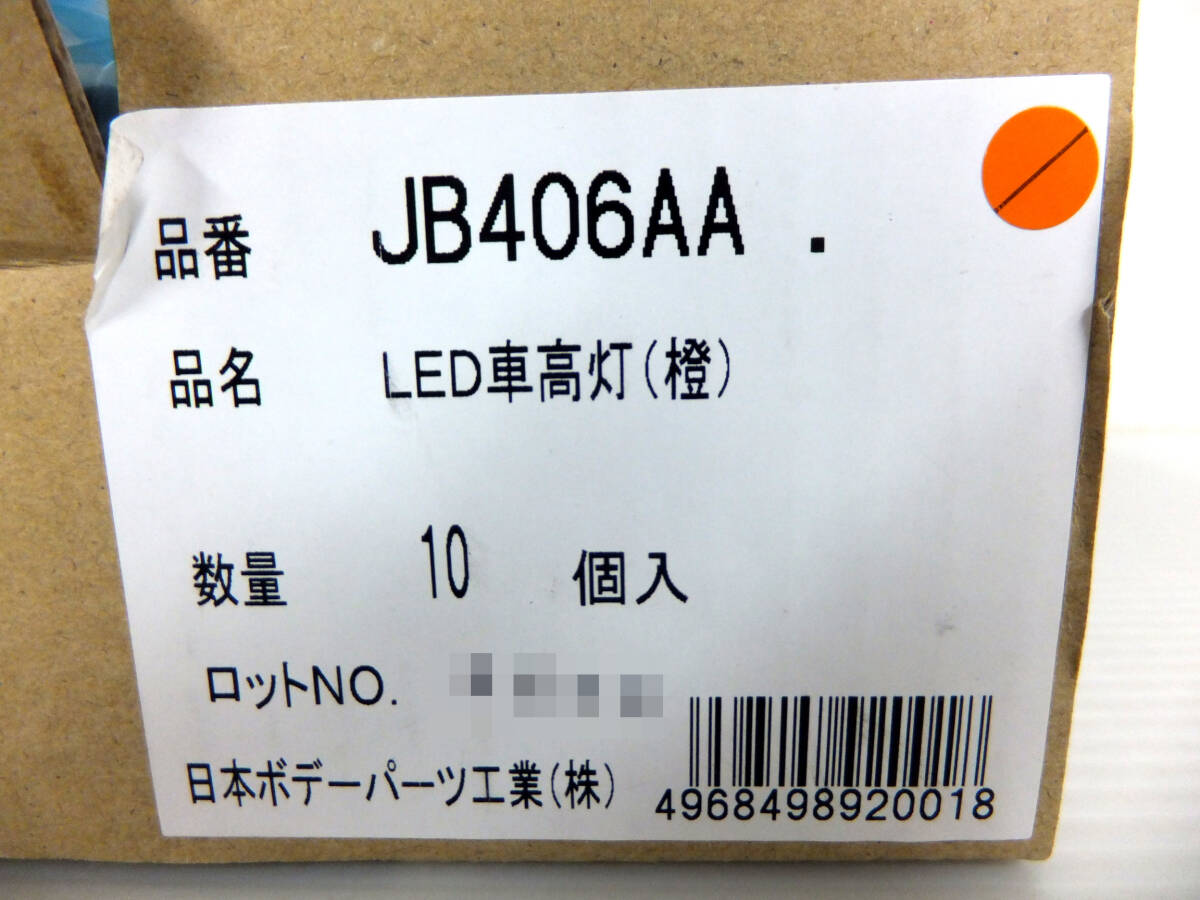 品番 JB406AA .
品名 LED車高灯(橙)
数量 10 個入
ロットNO.
日本ボデーパーツ工業(株)
4968498920018